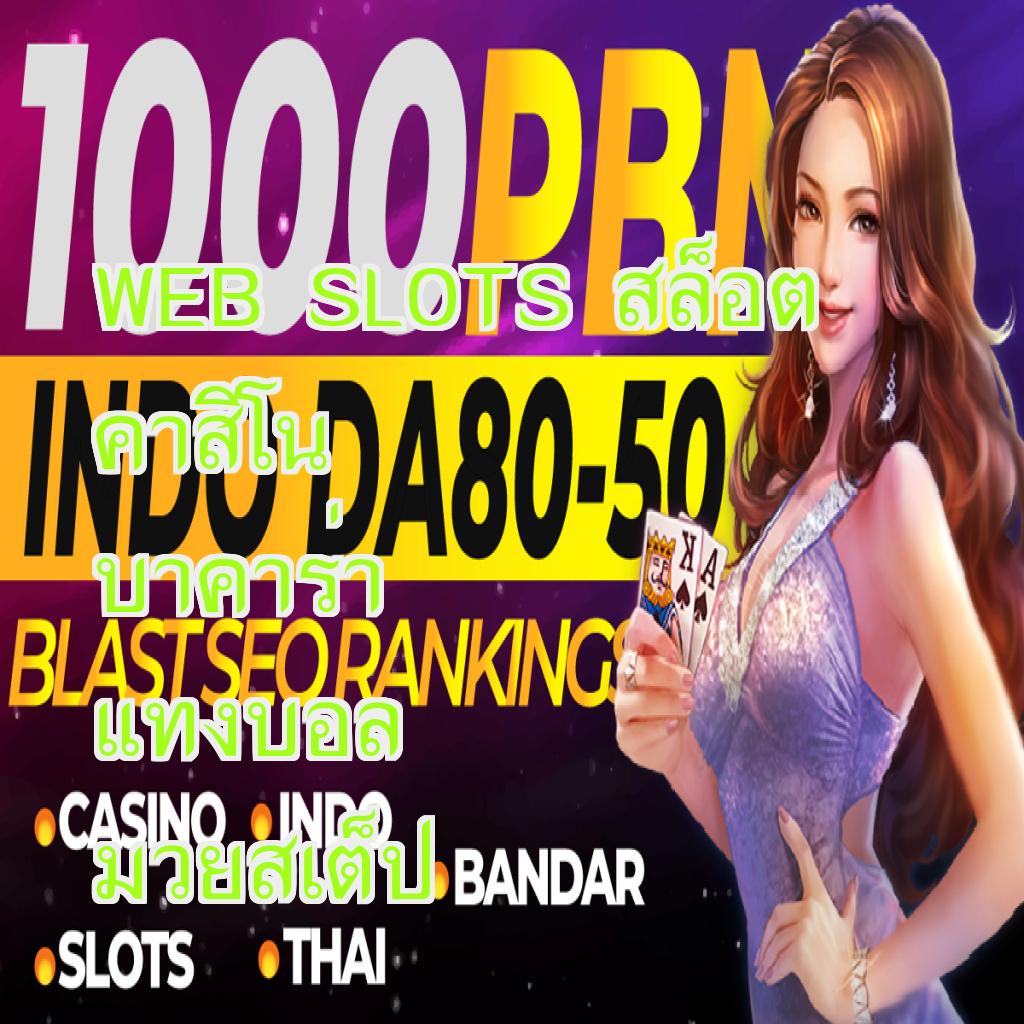 1000PBN
WEB SLOTS สล็อต
INDO DA80-50
คาสิโน
บาคาร่า
BLAST SEO RANKINGS
แทงบอล
CASINO
INDO
มวยสเต็ป
BANDAR
SLOTS
THAI
K A